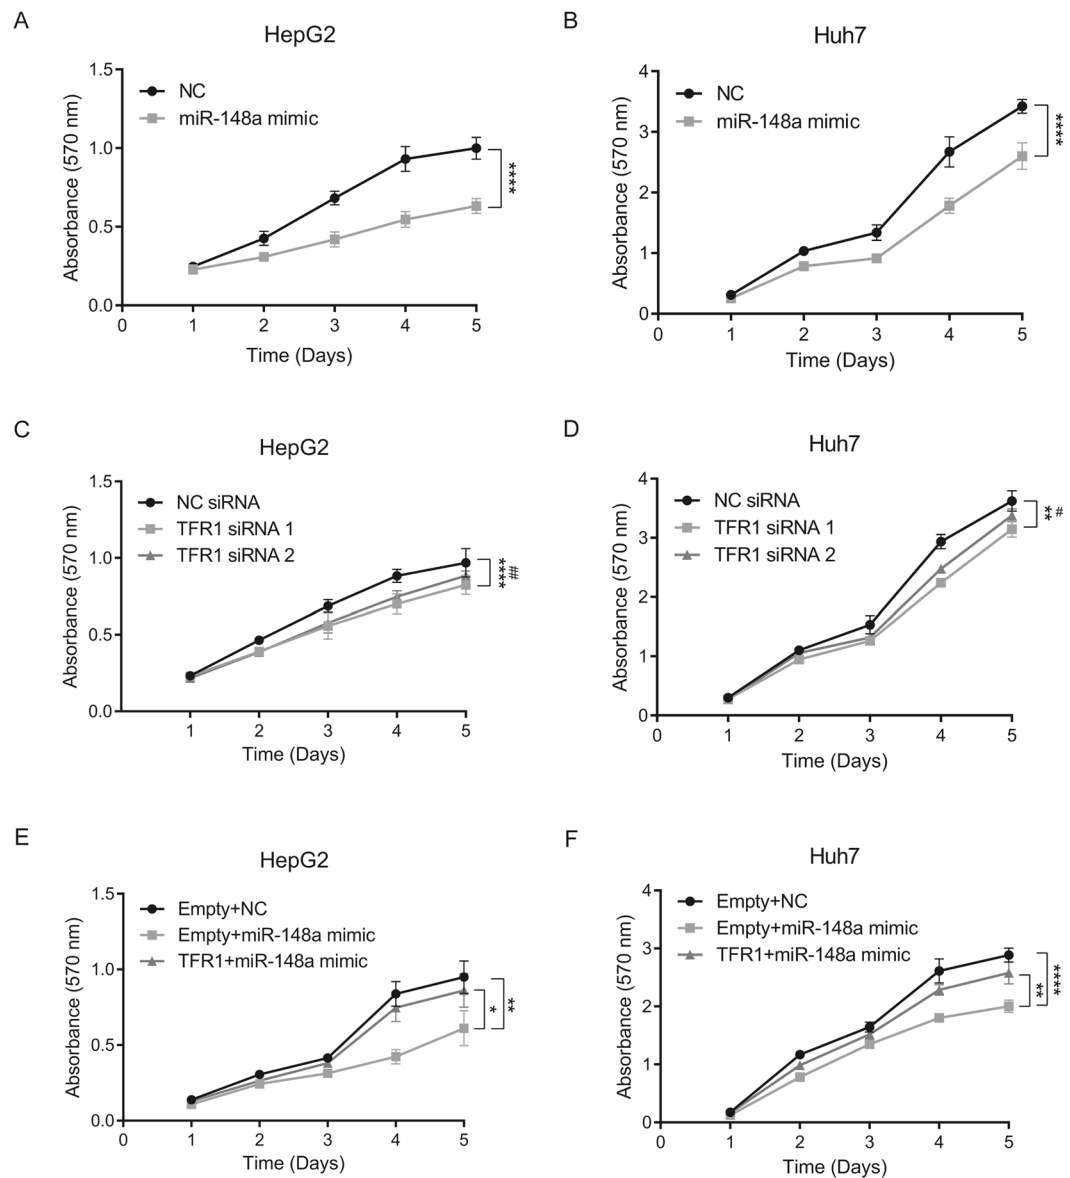 A
HepG2
Absorbance (570 nm)
1.5
1.0
0.5
0.0
NC
miR-148a mimic
****
0 1 2 3 4 5
Time (Days)
B
Huh7
Absorbance (570 nm)
4
3
2
1
0
NC
miR-148a mimic
****
0 1 2 3 4 5
Time (Days)
C
HepG2
Absorbance (570 nm)
1.5
1.0
0.5
0.0
NC siRNA
TFR1 siRNA 1
TFR1 siRNA 2
##
****
1 2 3 4 5
Time (Days)
D
Huh7
Absorbance (570 nm)
4
3
2
1
0
NC siRNA
TFR1 siRNA 1
TFR1 siRNA 2
#
**
0 1 2 3 4 5
Time (Days)
E
HepG2
Absorbance (570 nm)
1.5
1.0
0.5
0.0
Empty+NC
Empty+miR-148a mimic
TFR1+miR-148a mimic
*
**
0 1 2 3 4 5
Time (Days)
F
Huh7
Absorbance (570 nm)
4
3
2
1
0
Empty+NC
Empty+miR-148a mimic
TFR1+miR-148a mimic
**
****
0 1 2 3 4 5
Time (Days)